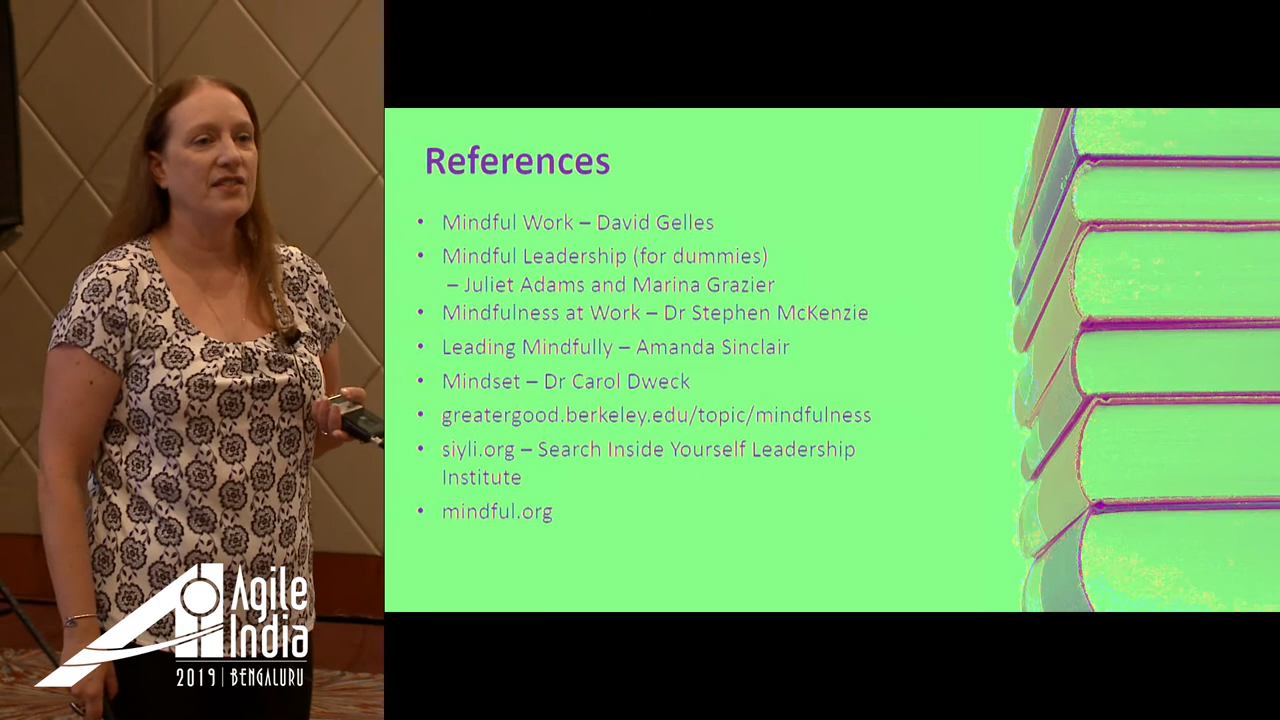 References
• Mindful Work – David Gelles
• Mindful Leadership (for dummies)
– Juliet Adams and Marina Grazier
• Mindfulness at Work – Dr Stephen McKenzie
• Leading Mindfully – Amanda Sinclair
• Mindset – Dr Carol Dweck
• greatergood.berkeley.edu/topic/mindfulness
• siyli.org – Search Inside Yourself Leadership
Institute
• mindful.org
Agile
India
2019 | BENGALURU